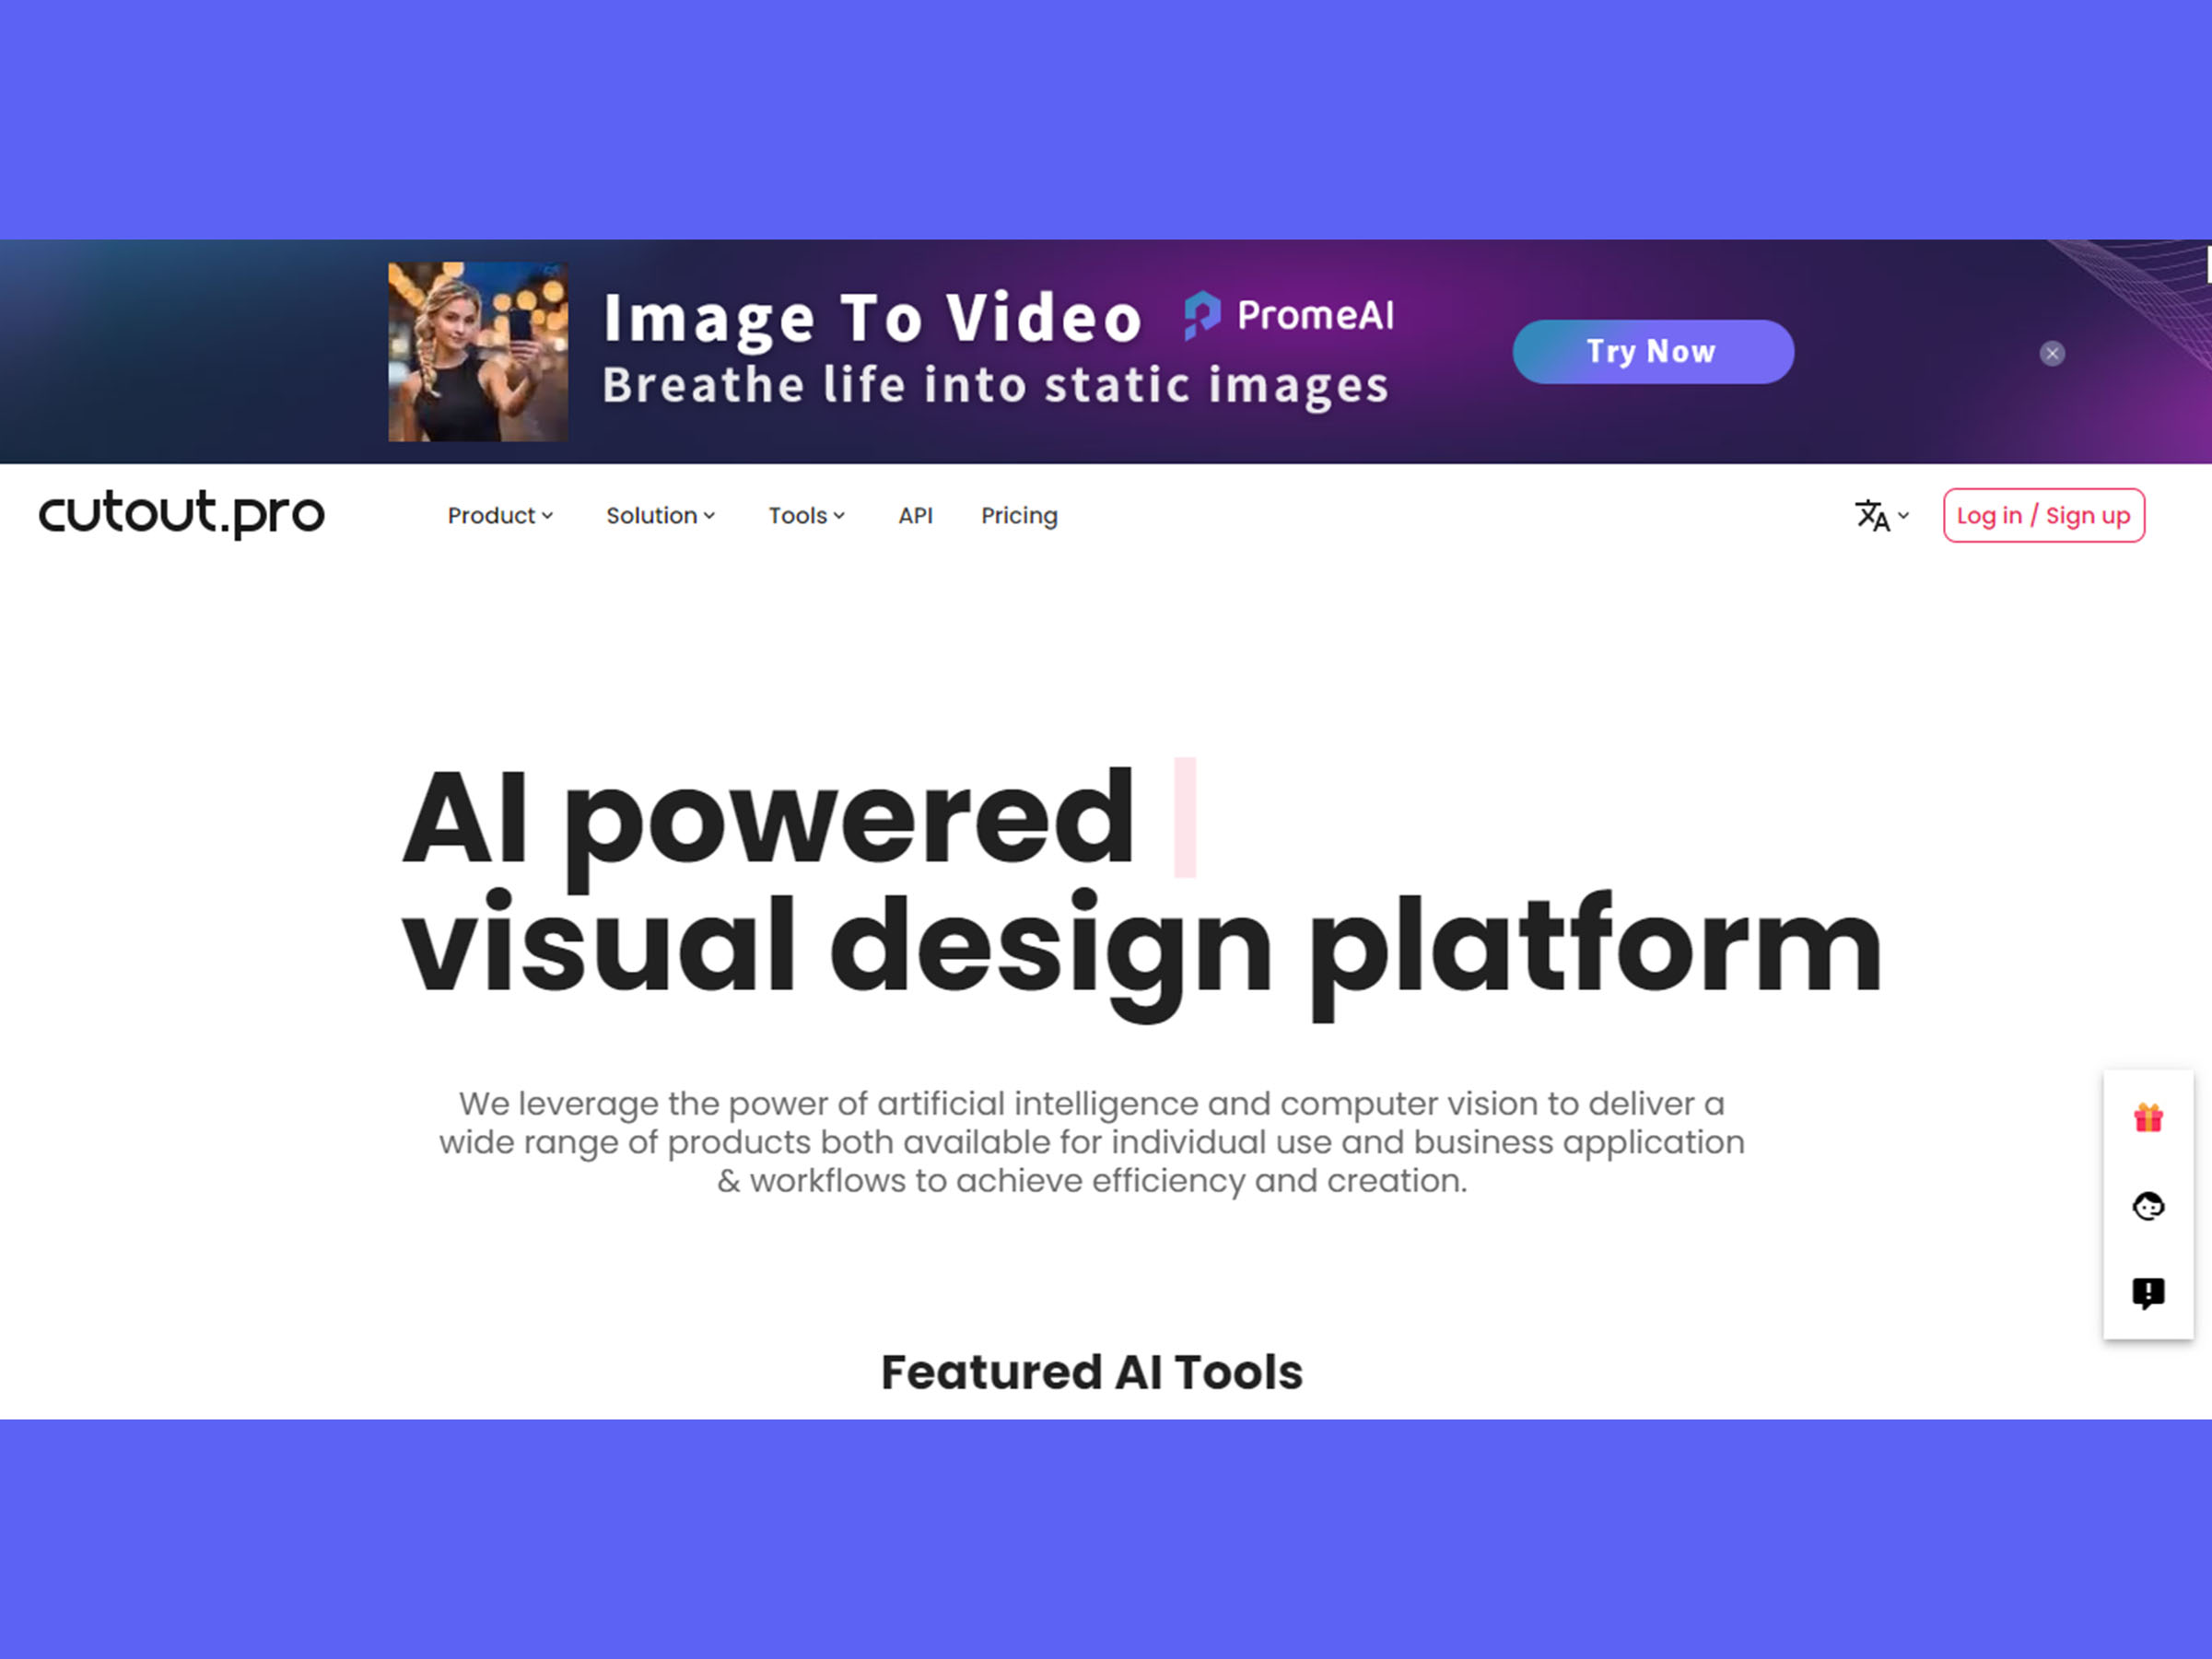 Image To Video PromeAI
Breathe life into static images
Try Now
cutout.pro Product Solution Tools API Pricing Log in / Sign up
AI powered
visual design platform
We leverage the power of artificial intelligence and computer vision to deliver a
wide range of products both available for individual use and business application
& workflows to achieve efficiency and creation.
Featured AI Tools